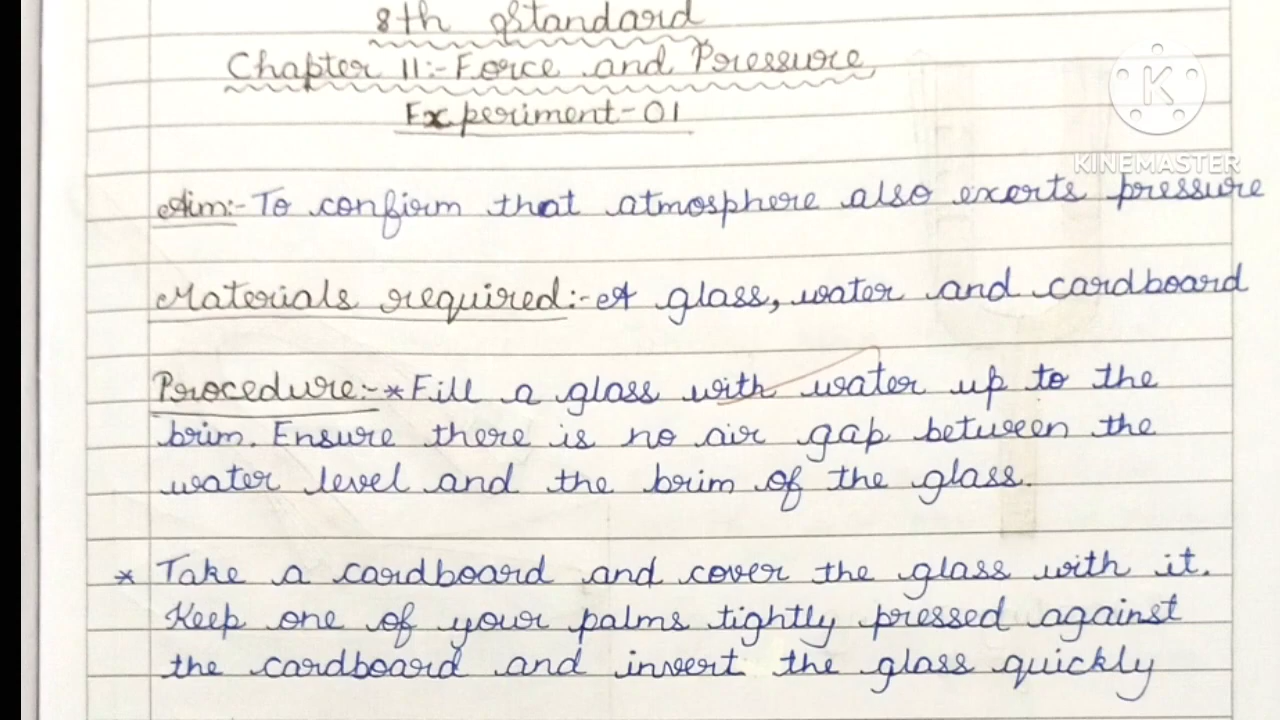 8th Standard
Chapter 11:- Force and Pressure
Experiment-01
K
KINEMASTER
Aim:- To confirm that atmosphere also exerts pressure
Materials required:- A glass, water and cardboard
Procedure:- * Fill a glass with water up to the
brim. Ensure there is no air gap between the
water level and the brim of the glass.
* Take a cardboard and cover the glass with it.
Keep one of your palms tightly pressed against
the cardboard and invert the glass quickly